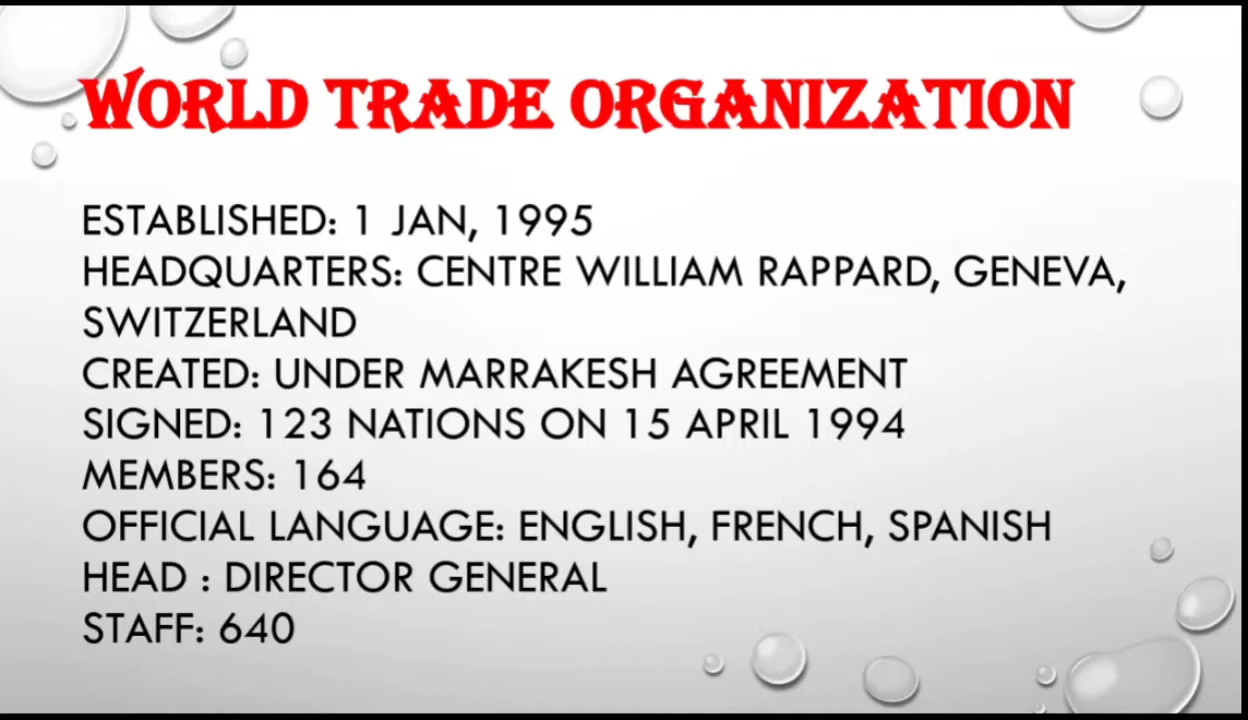 WORLD TRADE ORGANIZATION
ESTABLISHED: 1 JAN, 1995
HEADQUARTERS: CENTRE WILLIAM RAPPARD, GENEVA,
SWITZERLAND
CREATED: UNDER MARRAKESH AGREEMENT
SIGNED: 123 NATIONS ON 15 APRIL 1994
MEMBERS: 164
OFFICIAL LANGUAGE: ENGLISH, FRENCH, SPANISH
HEAD : DIRECTOR GENERAL
STAFF: 640